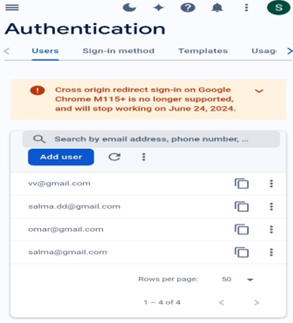 S
Authentication
Users Sign-in method Templates Usag
Cross origin redirect sign-in on Google
Chrome M115+ is no longer supported,
and will stop working on June 24, 2024.
Search by email address, phone number, ...
Add user
vv@gmail.com
salma.dd@gmail.com
omar@gmail.com
salma@gmail.com
Rows per page: 50
1 – 4 of 4